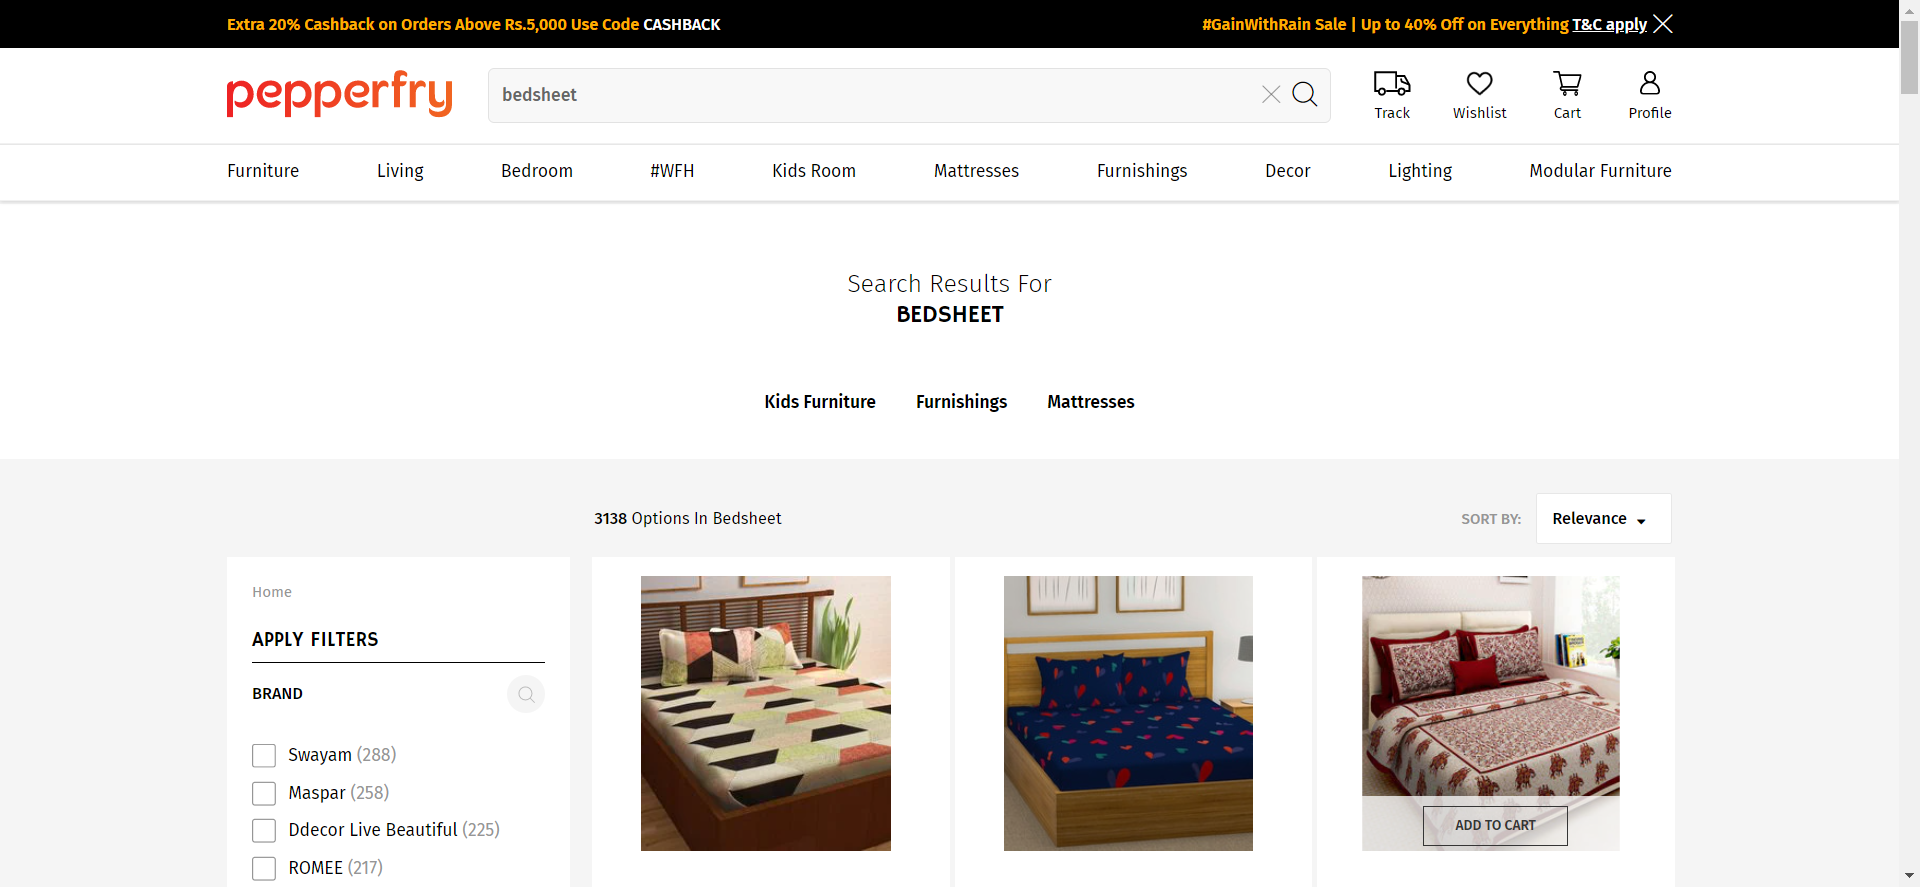 Extra 20% Cashback on Orders Above Rs.5,000 Use Code CASHBACK
#GainWithRain Sale | Up to 40% Off on Everything T&C apply
pepperfry
bedsheet
Track
Wishlist
Cart
Profile
Furniture
Living
Bedroom
#WFH
Kids Room
Mattresses
Furnishings
Decor
Lighting
Modular Furniture
Search Results For
BEDSHEET
Kids Furniture
Furnishings
Mattresses
3138 Options In Bedsheet
SORT BY:
Relevance
Home
APPLY FILTERS
BRAND
Swayam (288)
Maspar (258)
Ddecor Live Beautiful (225)
ROMEE (217)
ADD TO CART